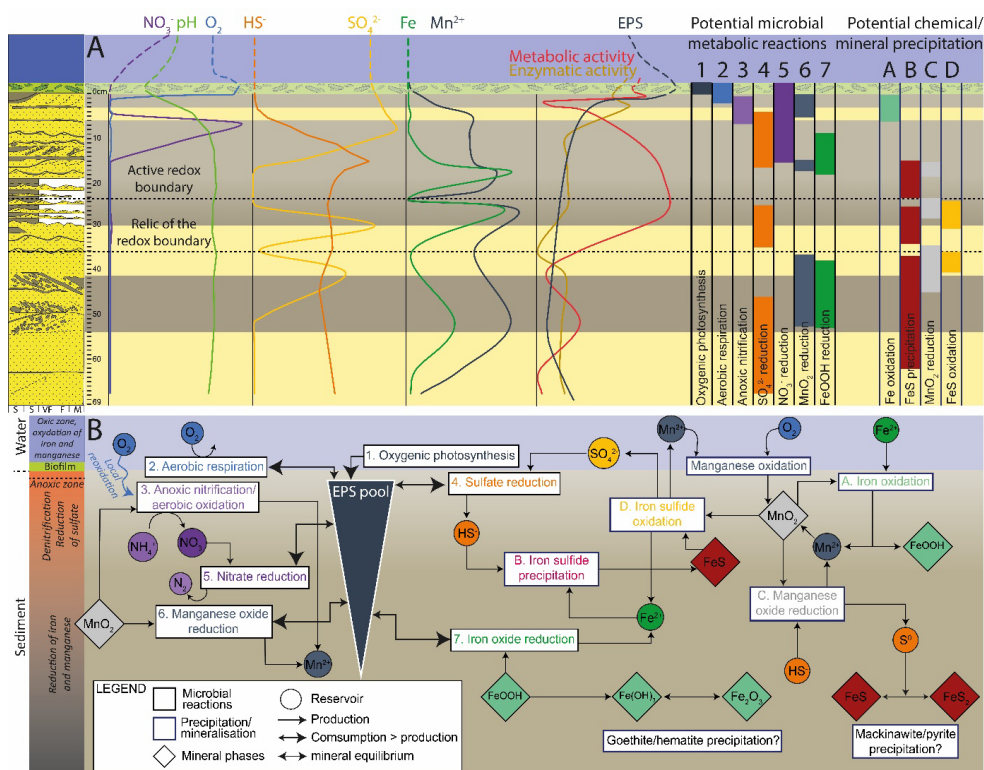 NO₃⁻ pH O₂ HS⁻ SO₄²⁻ Fe Mn²⁺ EPS
Potential microbial
metabolic reactions
Potential chemical/
mineral precipitation
A
Metabolic activity
Enzymatic activity
1 2 3 4 5 6 7
A B C D
0cm
10
20
30
40
50
60
69
Active redox
boundary
Relic of the
redox boundary
Oxygenic photosynthesis
Aerobic respiration
Anoxic nitrification
SO₄²⁻ reduction
NO₃⁻ reduction
MnO₂ reduction
FeOOH reduction
Fe oxidation
FeS precipitation
MnO₂ reduction
FeS oxidation
S S VF F M
B
Water
Sediment
Oxic zone,
oxydation of
iron and
manganese
Biofilm
Anoxic zone
Denitrification
Reduction
of sulfate
Reduction of iron
and manganese
O₂
O₂
Local
reoxidation
2. Aerobic respiration
1. Oxygenic photosynthesis
EPS pool
3. Anoxic nitrification/
aerobic oxidation
NH₄
NO₃
N₂
5. Nitrate reduction
MnO₂
6. Manganese oxide
reduction
Mn²⁺
4. Sulfate reduction
HS⁻
SO₄²⁻
B. Iron sulfide
precipitation
7. Iron oxide reduction
Mn²⁺
O₂
Fe²⁺
Manganese oxidation
A. Iron oxidation
D. Iron sulfide
oxidation
MnO₂
Mn²⁺
FeOOH
FeS
C. Manganese
oxide reduction
Fe²⁺
HS⁻
S⁰
FeOOH
Fe(OH)₃
Fe₂O₃
FeS
FeS₂
Goethite/hematite precipitation?
Mackinawite/pyrite
precipitation?
LEGEND
Microbial
reactions
Precipitation/
mineralisation
Mineral phases
Reservoir
Production
Comsumption > production
mineral equilibrium